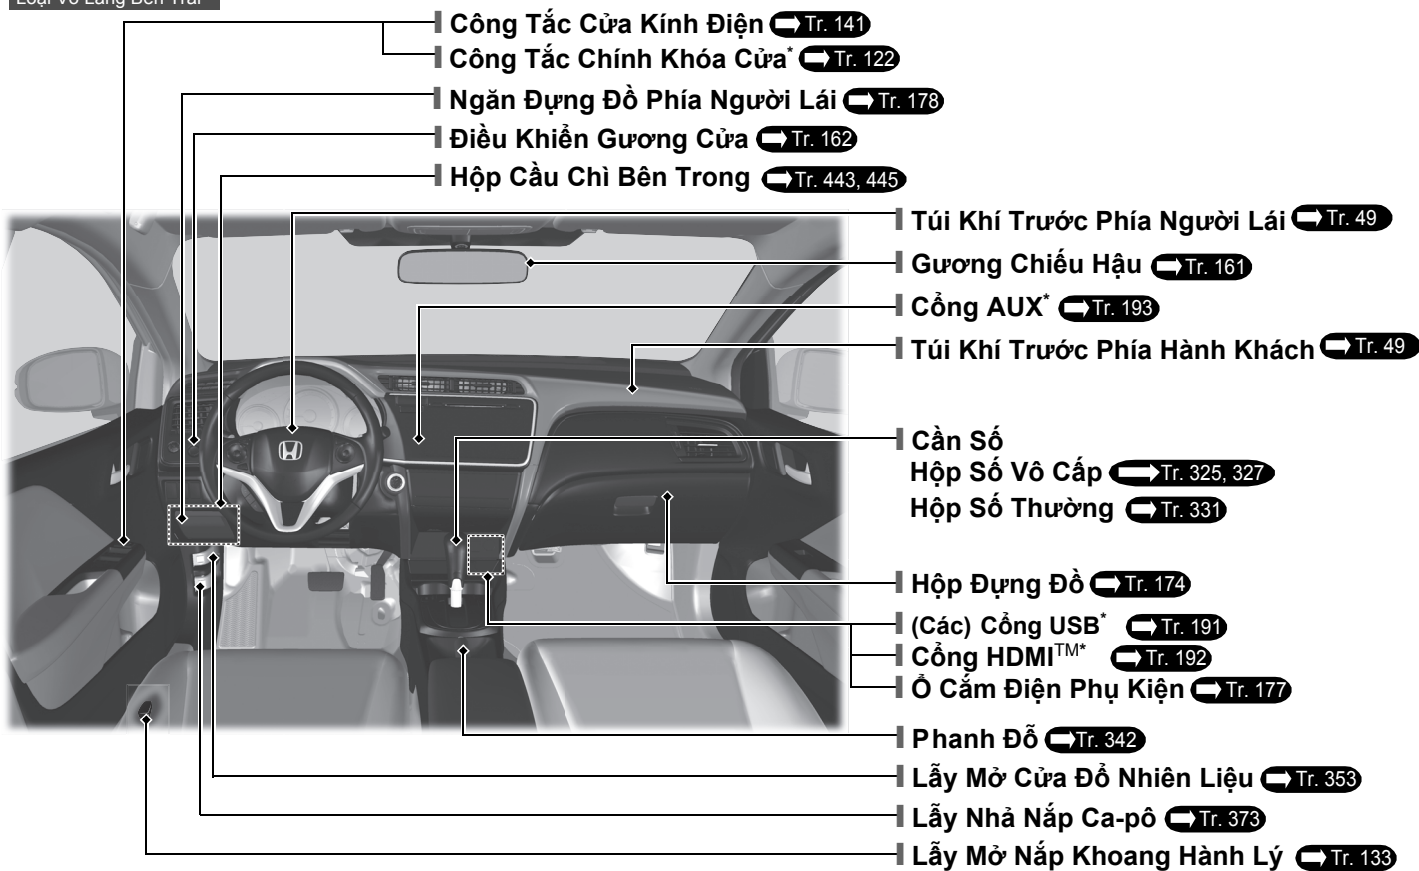 Loại Vô Lăng Bên Trái
Công Tắc Cửa Kính Điện Tr. 141
Công Tắc Chính Khóa Cửa* Tr. 122
Ngăn Đựng Đồ Phía Người Lái Tr. 178
Điều Khiển Gương Cửa Tr. 162
Hộp Cầu Chì Bên Trong Tr. 443, 445
Túi Khí Trước Phía Người Lái Tr. 49
Gương Chiếu Hậu Tr. 161
Cổng AUX* Tr. 193
Túi Khí Trước Phía Hành Khách Tr. 49
Cần Số
Hộp Số Vô Cấp Tr. 325, 327
Hộp Số Thường Tr. 331
Hộp Đựng Đồ Tr. 174
(Các) Cổng USB* Tr. 191
Cổng HDMI™* Tr. 192
Ổ Cắm Điện Phụ Kiện Tr. 177
Phanh Đỗ Tr. 342
Lẫy Mở Cửa Đổ Nhiên Liệu Tr. 353
Lẫy Nhả Nắp Ca-pô Tr. 373
Lẫy Mở Nắp Khoang Hành Lý Tr. 133